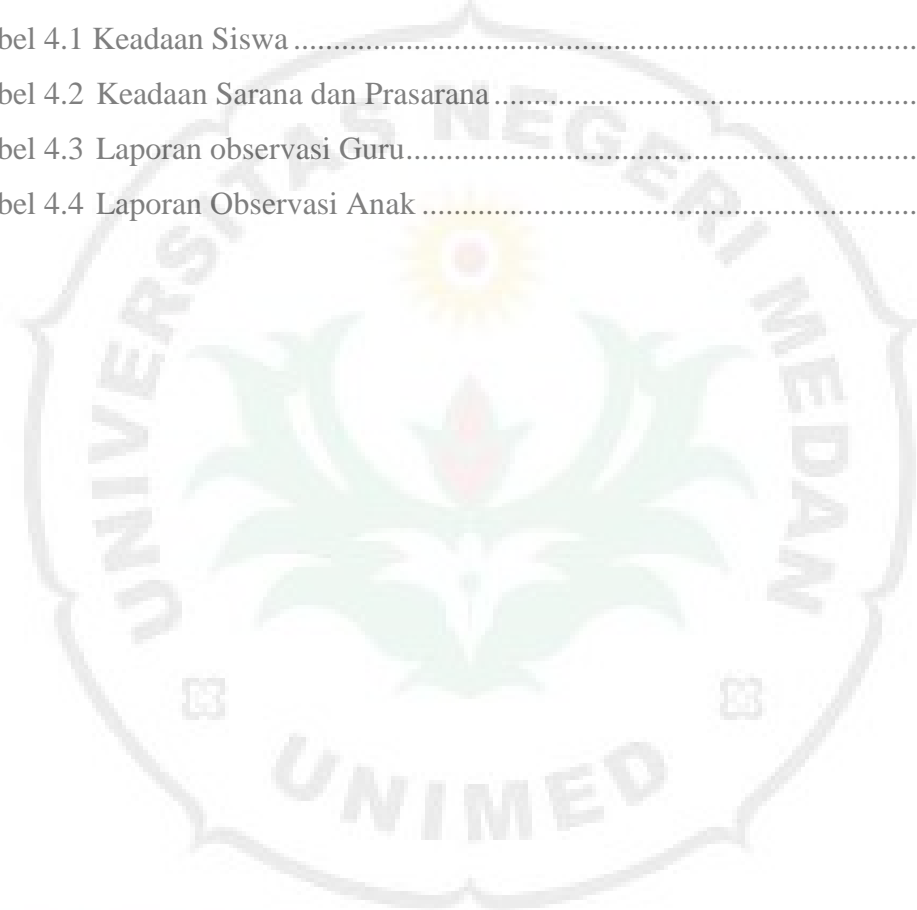 bel 4.1 Keadaan Siswa ................................................................................
bel 4.2 Keadaan Sarana dan Prasarana ....................................................
bel 4.3 Laporan observasi Guru................................................................
bel 4.4 Laporan Observasi Anak ..............................................................
UNIVERSITAS NEGERI MEDAN
UNIMED